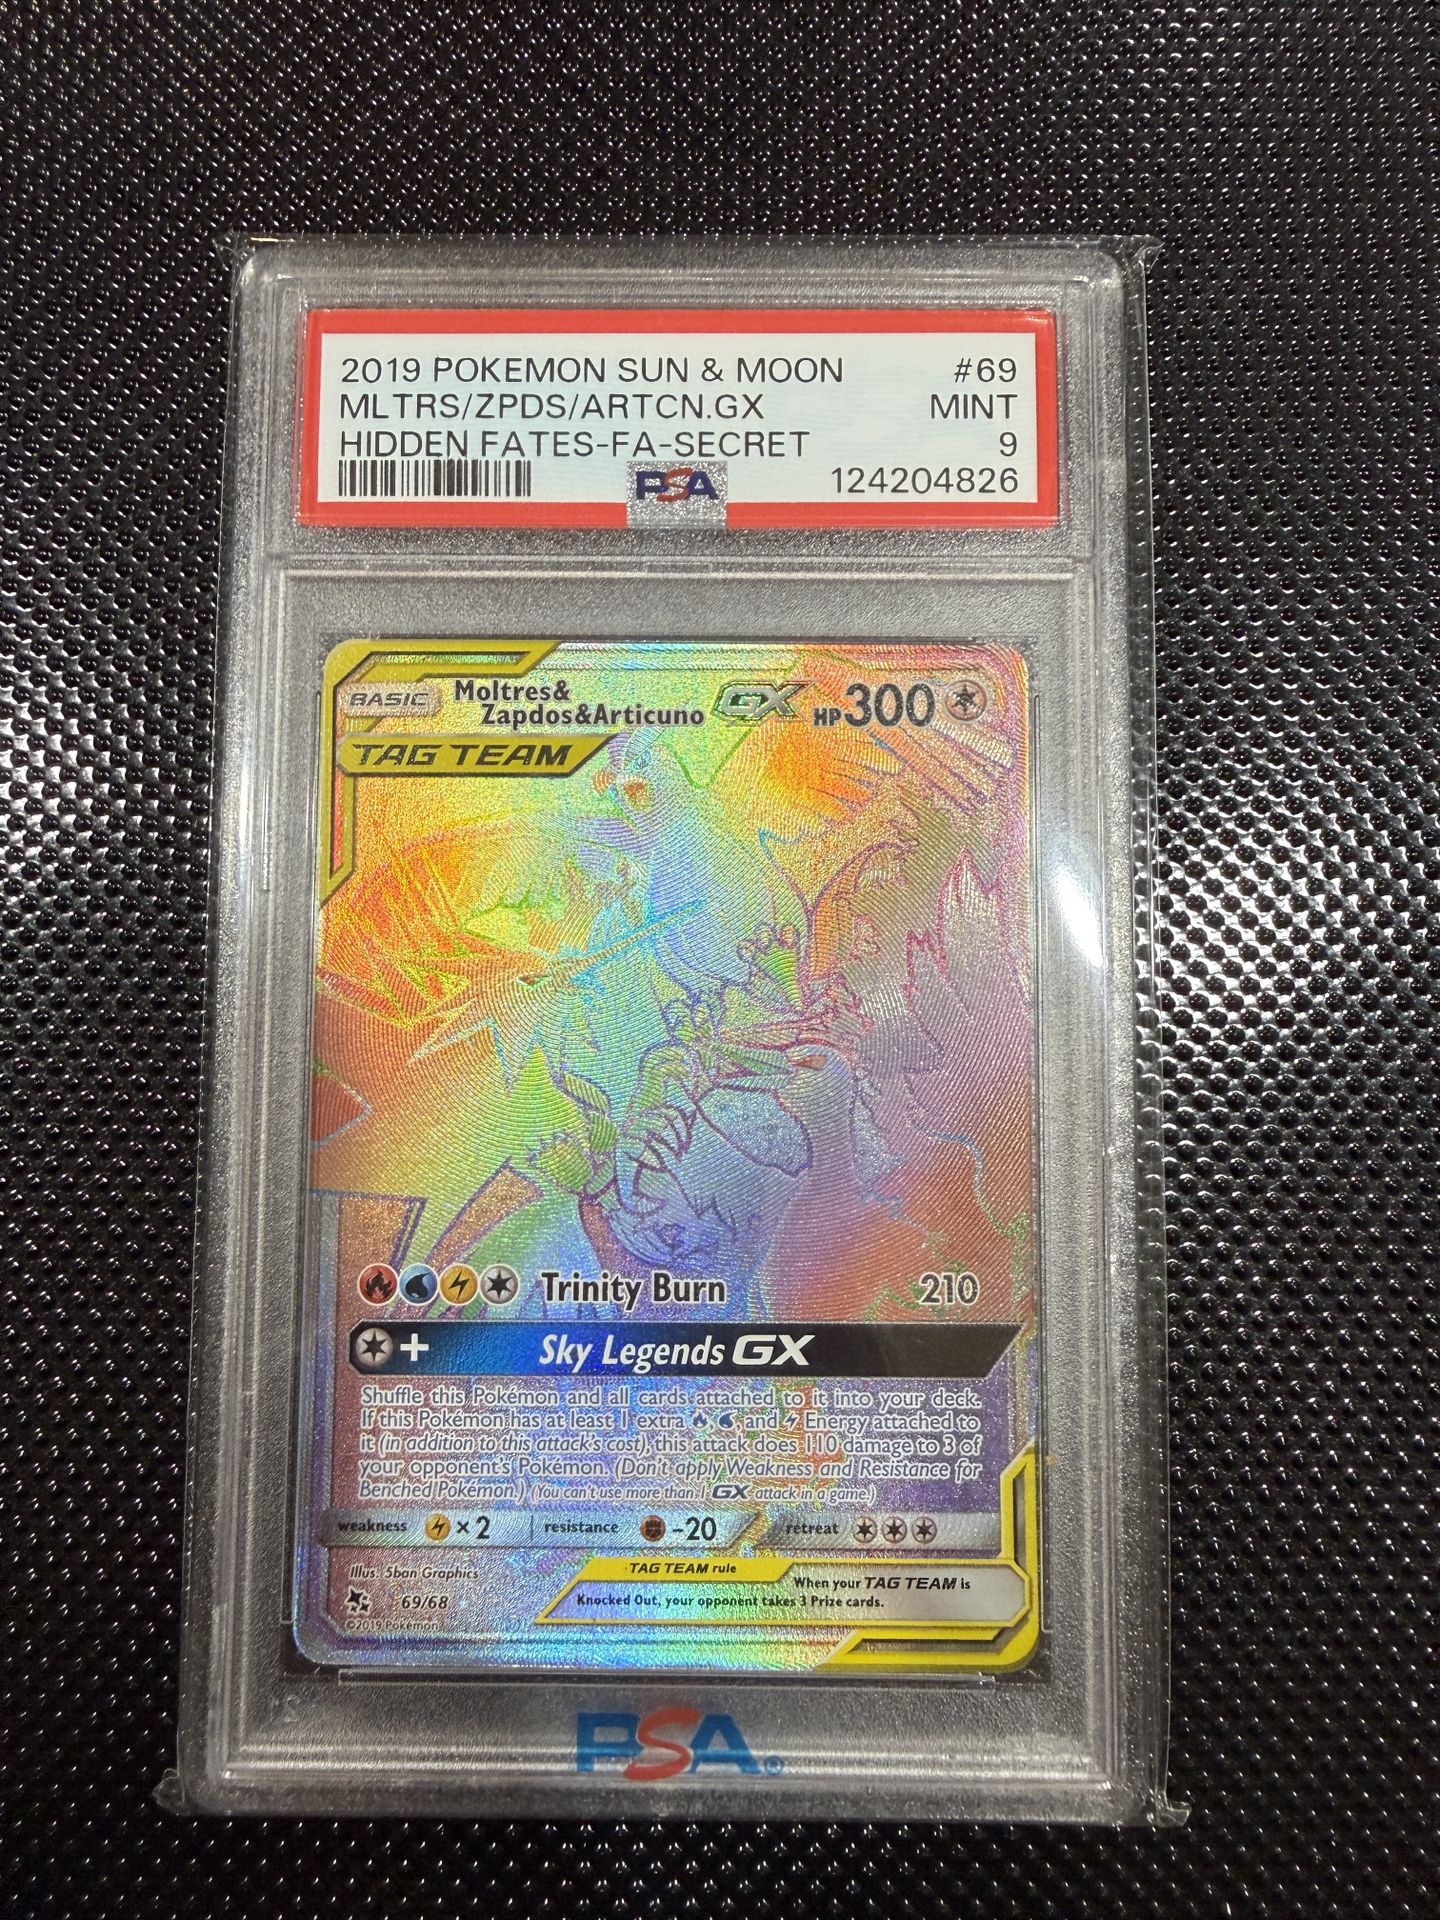 2019 POKEMON SUN & MOON #69
MLTRS/ZPDS/ARTCN.GX MINT
HIDDEN FATES-FA-SECRET 9
PSA 124204826
BASIC Moltres&
Zapdos&Articuno GX HP300
TAG TEAM
Trinity Burn 210
+ Sky Legends GX
Shuffle this Pokémon and all cards attached to it into your deck.
If this Pokémon has at least 1 extra , and Energy attached to
it (in addition to this attack's cost), this attack does 110 damage to 3 of
your opponent's Pokémon. (Don't apply Weakness and Resistance for
Benched Pokémon.) (You can't use more than 1 GX attack in a game.)
weakness ×2 resistance -20 retreat
Illus. 5ban Graphics
TAG TEAM rule
When your TAG TEAM is
Knocked Out, your opponent takes 3 Prize cards.
69/68
©2019 Pokémon
PSA®